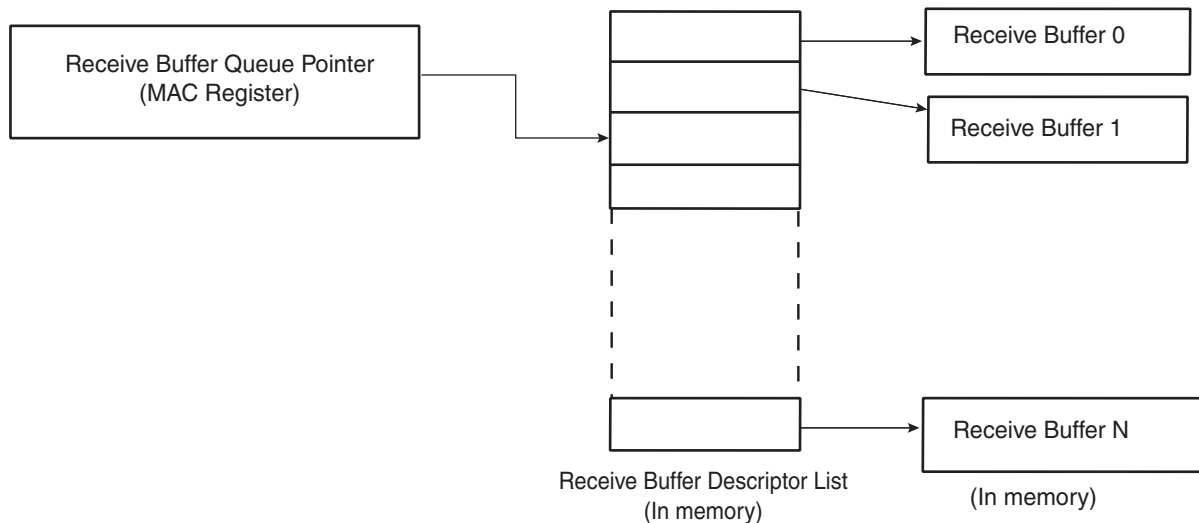 Receive Buffer Queue Pointer
(MAC Register)
Receive Buffer 0
Receive Buffer 1
Receive Buffer N
Receive Buffer Descriptor List
(In memory)
(In memory)